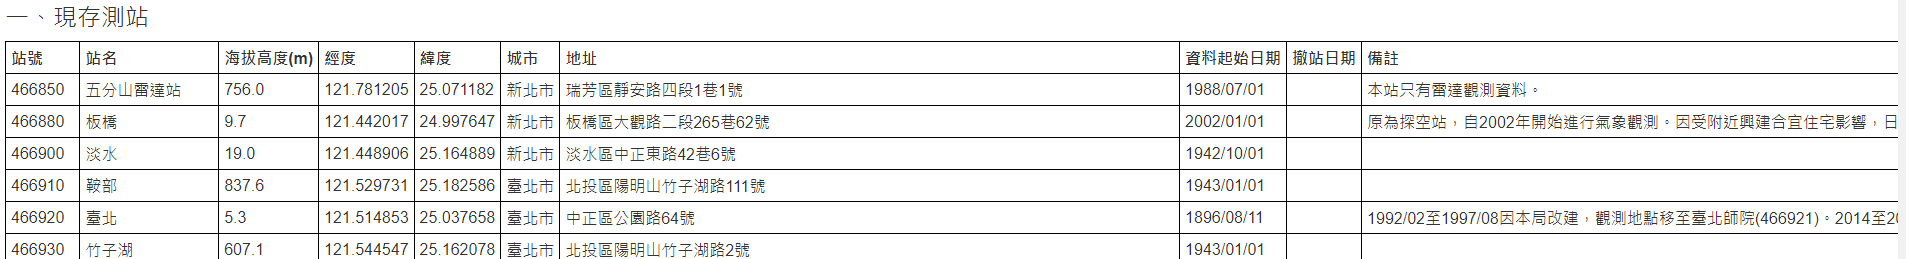 一、現存測站
站號 站名 海拔高度(m) 經度 緯度 城市 地址 資料起始日期 撤站日期 備註
466850 五分山雷達站 756.0 121.781205 25.071182 新北市 瑞芳區靜安路四段1巷1號 1988/07/01 本站只有雷達觀測資料。
466880 板橋 9.7 121.442017 24.997647 新北市 板橋區大觀路二段265巷62號 2002/01/01 原為探空站，自2002年開始進行氣象觀測。因受附近興建合宜住宅影響，日
466900 淡水 19.0 121.448906 25.164889 新北市 淡水區中正東路42巷6號 1942/10/01
466910 鞍部 837.6 121.529731 25.182586 臺北市 北投區陽明山竹子湖路111號 1943/01/01
466920 臺北 5.3 121.514853 25.037658 臺北市 中正區公園路64號 1896/08/11 1992/02至1997/08因本局改建，觀測地點移至臺北師院(466921)。2014至20
466930 竹子湖 607.1 121.544547 25.162078 臺北市 北投區陽明山竹子湖路2號 1943/01/01